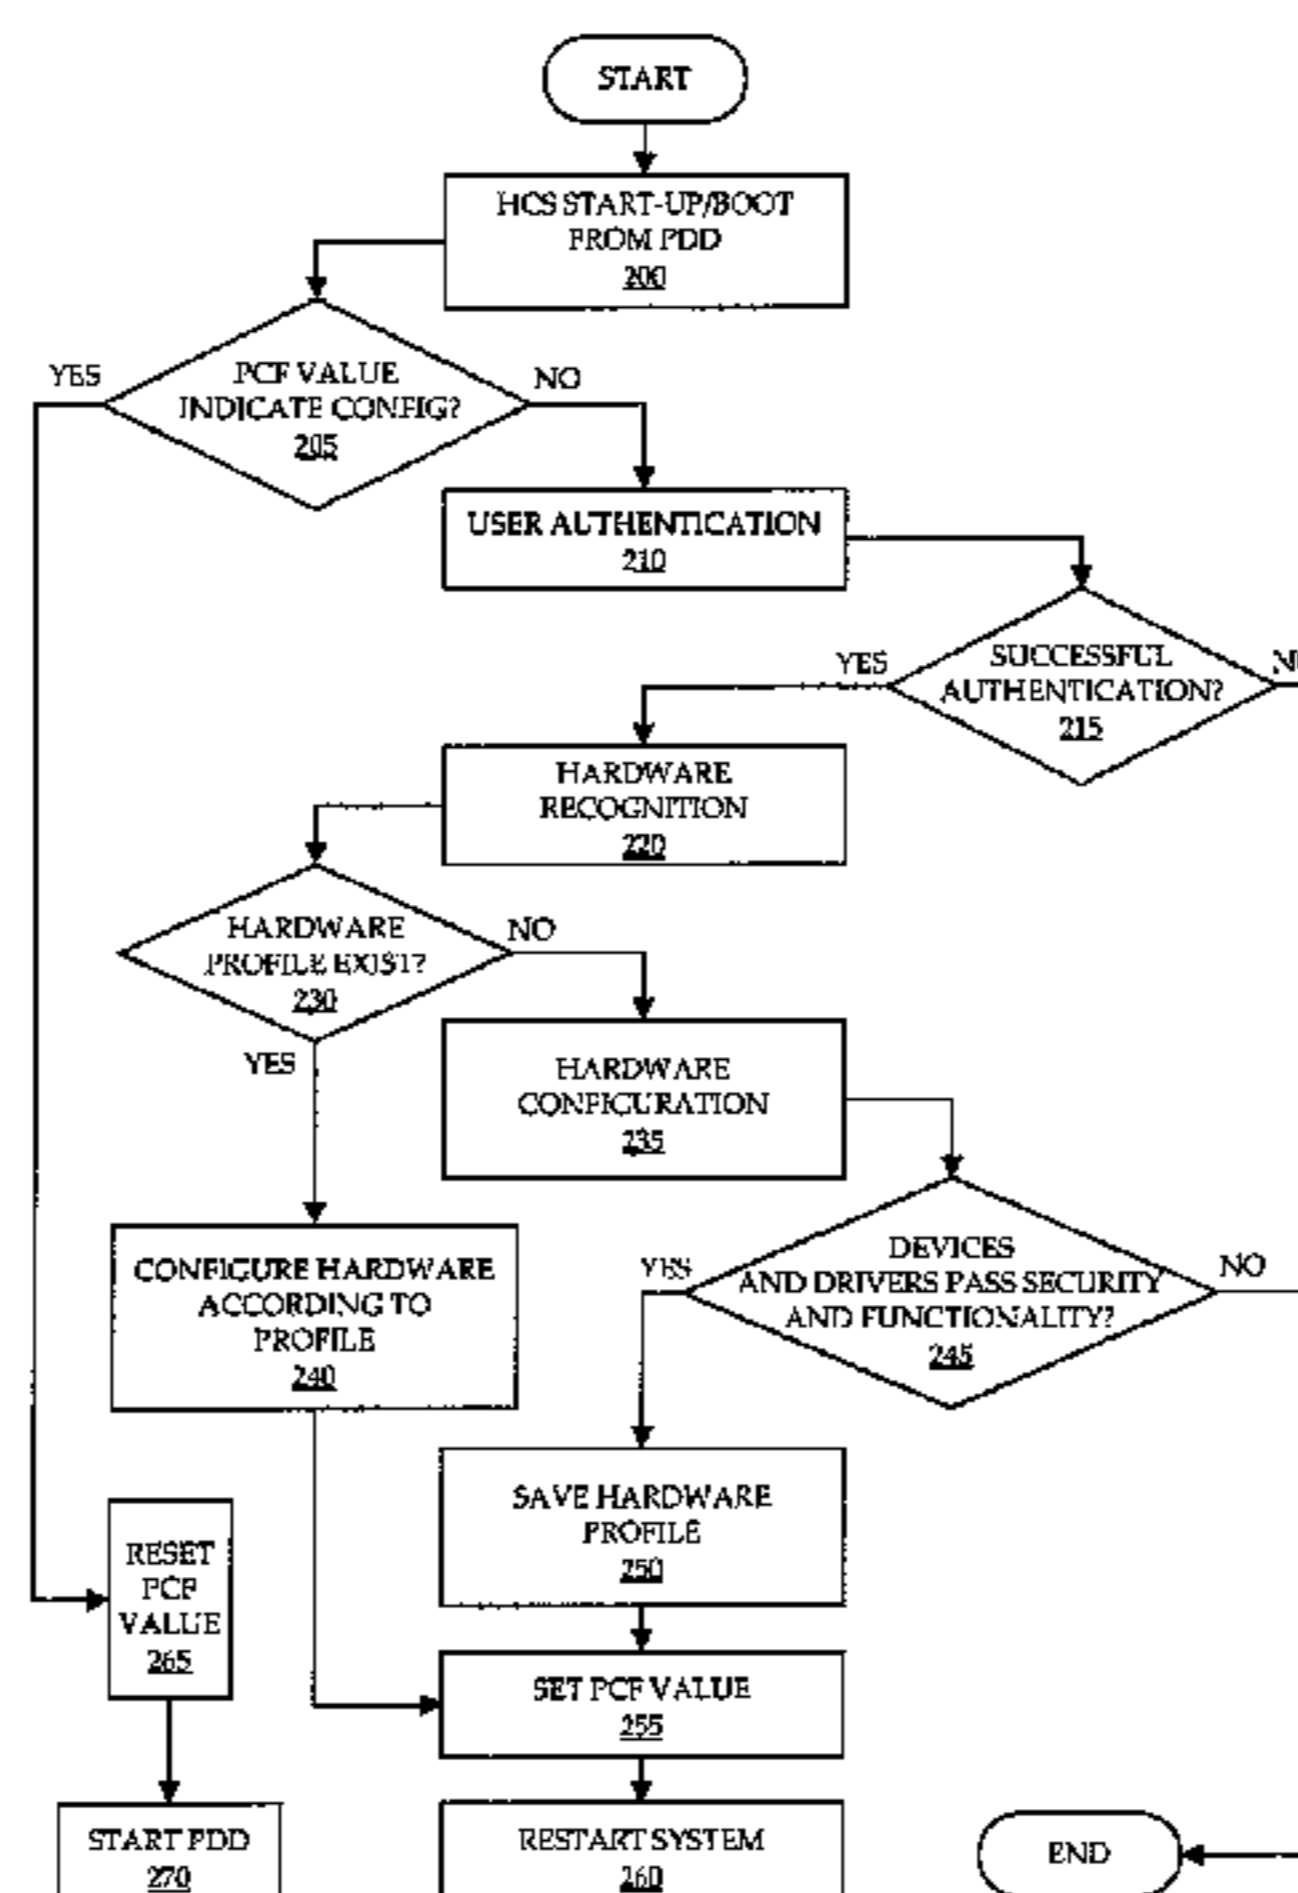 START
HCS START-UP/BOOT
FROM PDD
200
YES
PCF VALUE
INDICATE CONFIG?
205
NO
USER AUTHENTICATION
210
YES
SUCCESSFUL
AUTHENTICATION?
215
HARDWARE
RECOGNITION
220
HARDWARE
PROFILE EXIST?
230
NO
YES
HARDWARE
CONFIGURATION
235
CONFIGURE HARDWARE
ACCORDING TO
PROFILE
240
YES
DEVICES
AND DRIVERS PASS SECURITY
AND FUNCTIONALITY?
245
NO
SAVE HARDWARE
PROFILE
250
RESET
PCF
VALUE
265
SET PCF VALUE
255
START PDD
270
RESTART SYSTEM
260
END